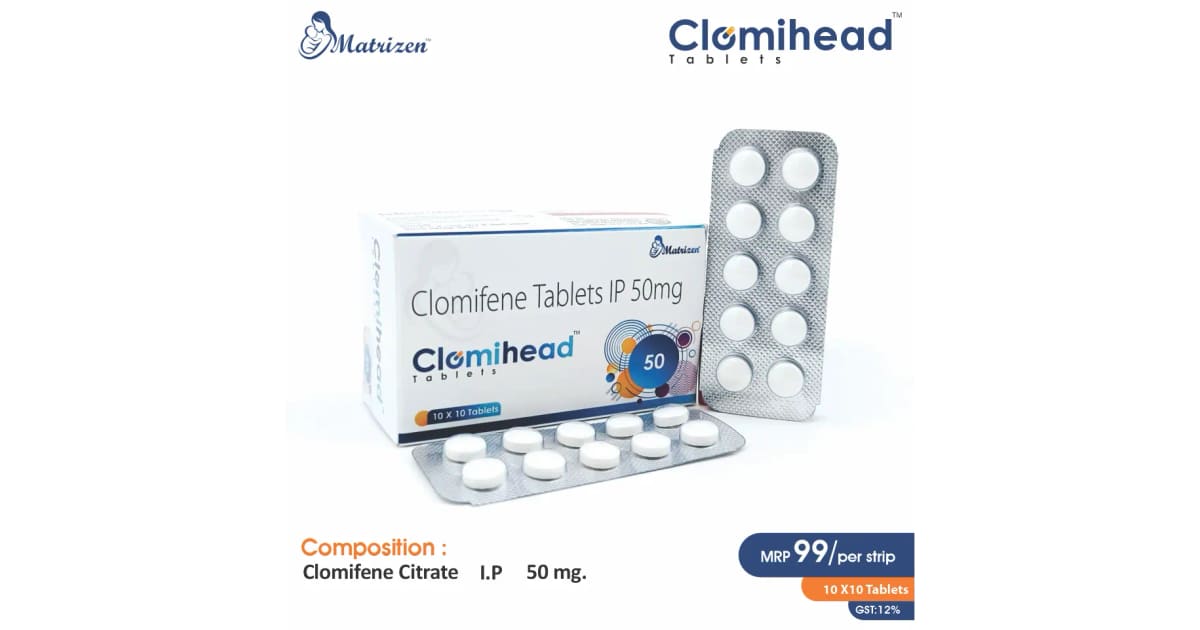 Matrizen™
Clomihead™
Tablets
Matrizen
Clomifene Tablets IP 50mg
Clomihead™
Tablets
50
10 X 10 Tablets
Clomihead
Composition :
Clomifene Citrate I.P 50 mg.
MRP 99/per strip
10 X10 Tablets
GST:12%